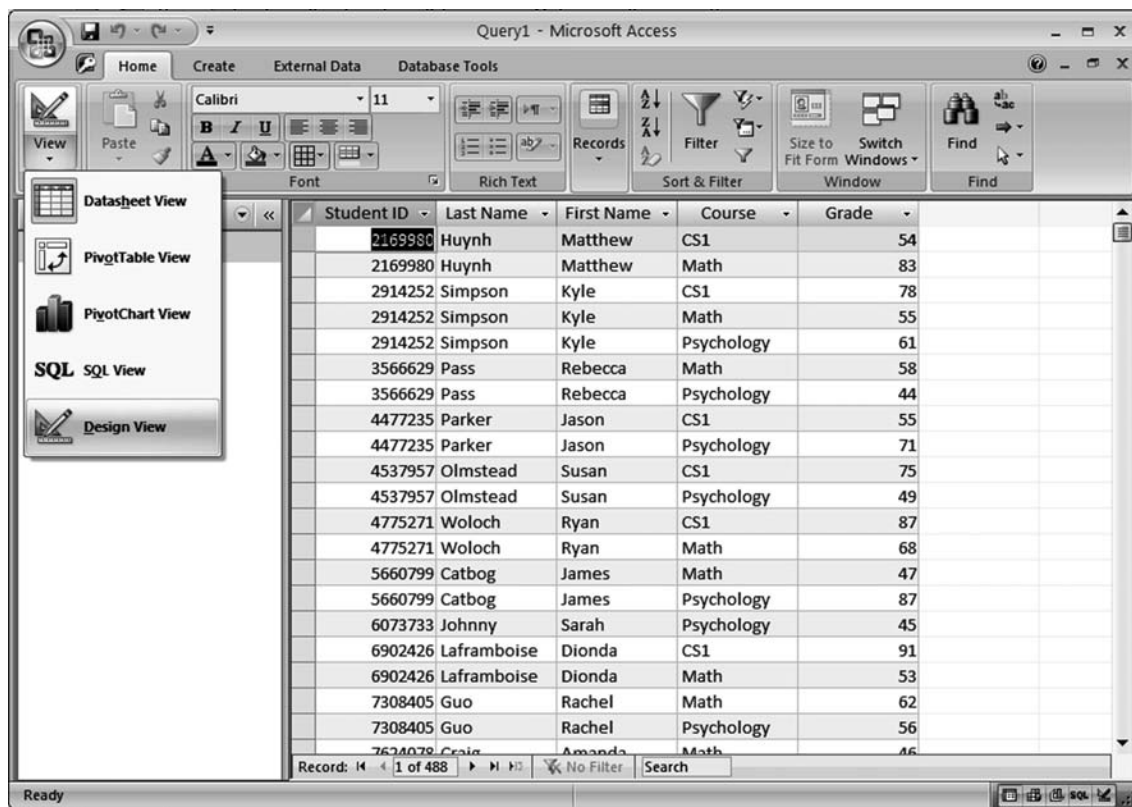 Query1 - Microsoft Access
Home Create External Data Database Tools
Calibri 11
View Paste B I U Records Filter Size to Fit Form Switch Windows Find
Font Rich Text Sort & Filter Window Find
Datasheet View
PivotTable View
PivotChart View
SQL SQL View
Design View
Student ID Last Name First Name Course Grade
2169980 Huynh Matthew CS1 54
2169980 Huynh Matthew Math 83
2914252 Simpson Kyle CS1 78
2914252 Simpson Kyle Math 55
2914252 Simpson Kyle Psychology 61
3566629 Pass Rebecca Math 58
3566629 Pass Rebecca Psychology 44
4477235 Parker Jason CS1 55
4477235 Parker Jason Psychology 71
4537957 Olmstead Susan CS1 75
4537957 Olmstead Susan Psychology 49
4775271 Woloch Ryan CS1 87
4775271 Woloch Ryan Math 68
5660799 Catbog James Math 47
5660799 Catbog James Psychology 87
6073733 Johnny Sarah Psychology 45
6902426 Laframboise Dionda CS1 91
6902426 Laframboise Dionda Math 53
7308405 Guo Rachel Math 62
7308405 Guo Rachel Psychology 56
7624078 Craig Amanda Math 46
Record: 1 of 488 No Filter Search
Ready SQL